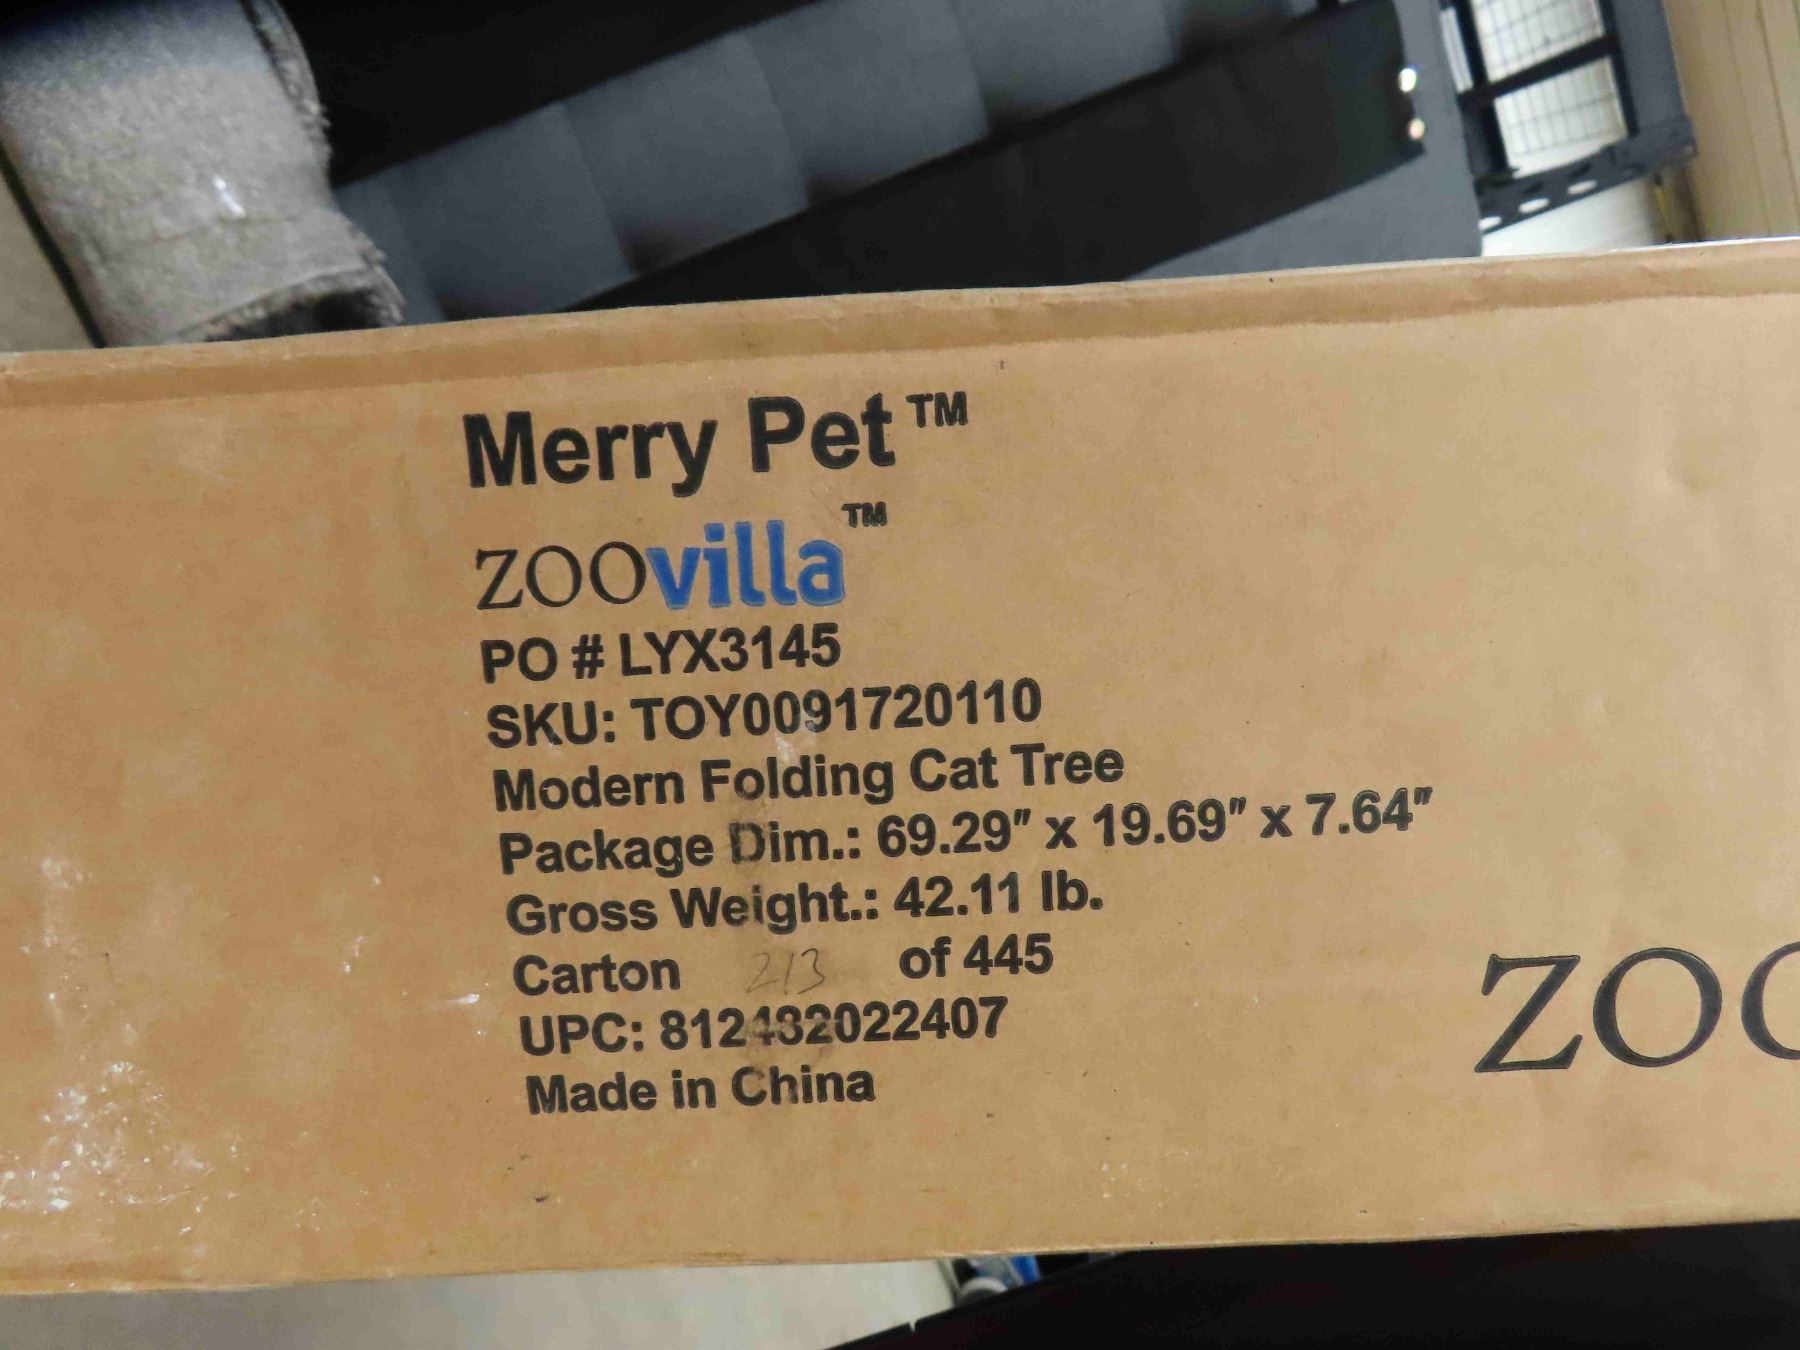 Merry Pet™
ZOOvilla™
PO # LYX3145
SKU: TOY0091720110
Modern Folding Cat Tree
Package Dim.: 69.29" x 19.69" x 7.64"
Gross Weight.: 42.11 lb.
Carton 213 of 445
UPC: 812432022407
Made in China
ZOO